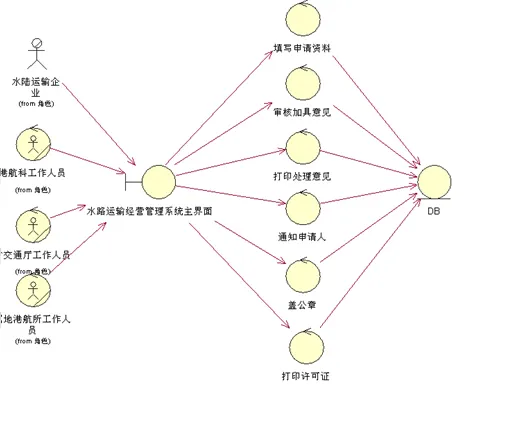 水陆运输企
业
(from 角色)
港航科工作人员
(from 角色)
交通厅工作人员
(from 角色)
地港航所工作人
员
(from 角色)
水路运输经营管理系统主界面
填写申请资料
审核加具意见
打印处理意见
通知申请人
盖公章
打印许可证
DB